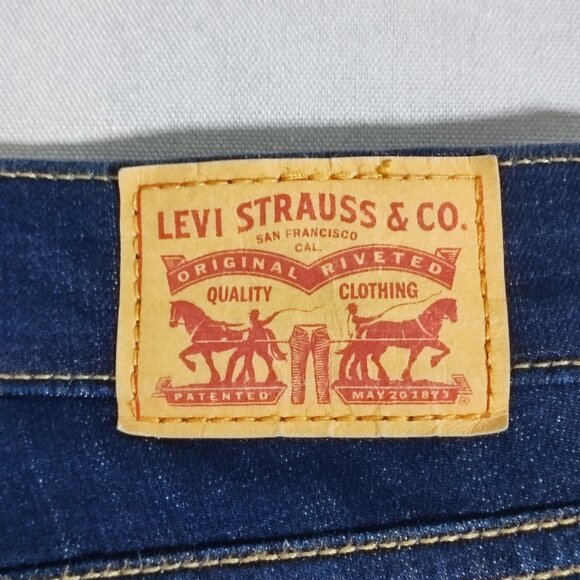 LEVI STRAUSS & CO.
SAN FRANCISCO
CAL.
ORIGINAL RIVETED
QUALITY CLOTHING
PATENTED MAY 20 1873 ®